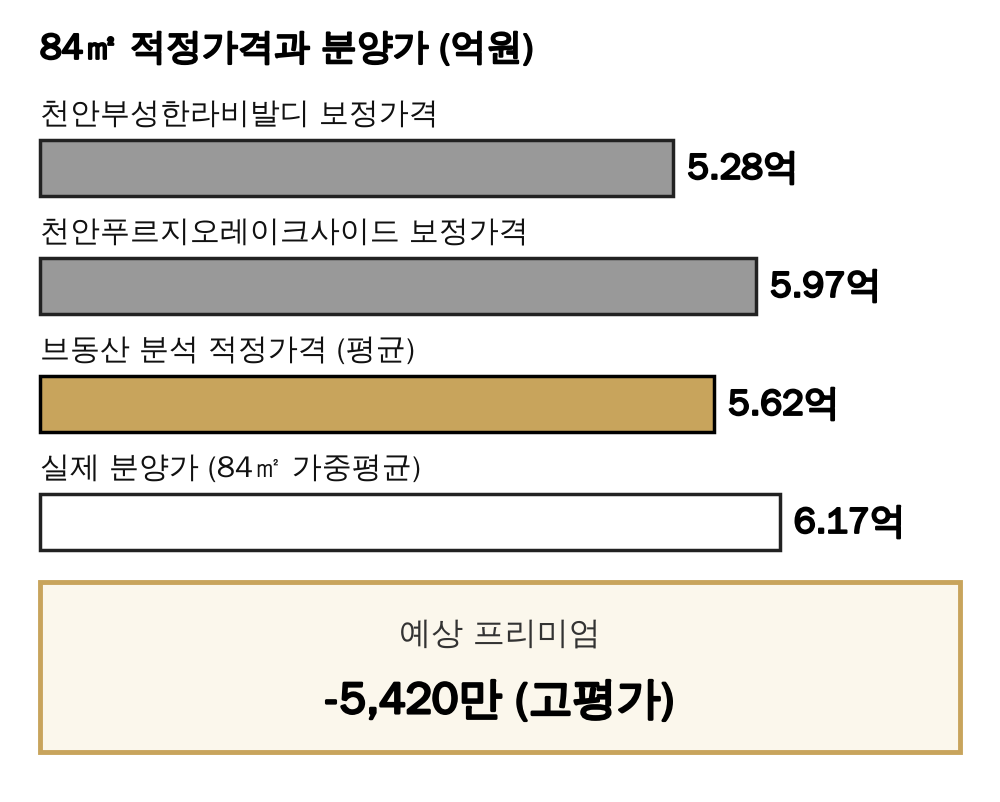 84㎡ 적정가격과 분양가 (억원)
천안부성한라비발디 보정가격
5.28억
천안푸르지오레이크사이드 보정가격
5.97억
브동산 분석 적정가격 (평균)
5.62억
실제 분양가 (84㎡ 가중평균)
6.17억
예상 프리미엄
-5,420만 (고평가)